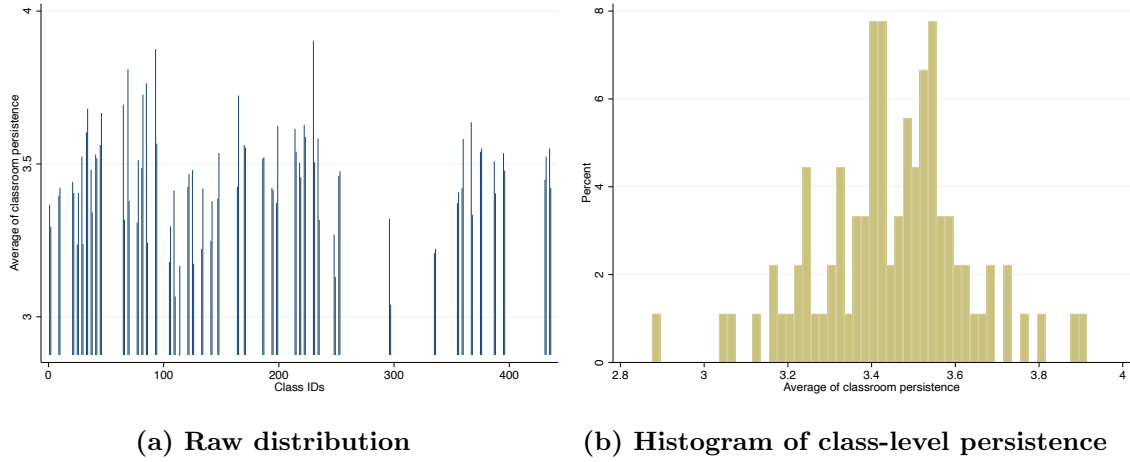 4
3.5
3
Average of classroom persistence
0 100 200 300 400
Class IDs
(a) Raw distribution
8
6
4
2
0
Percent
2.8 3 3.2 3.4 3.6 3.8 4
Average of classroom persistence
(b) Histogram of class-level persistence